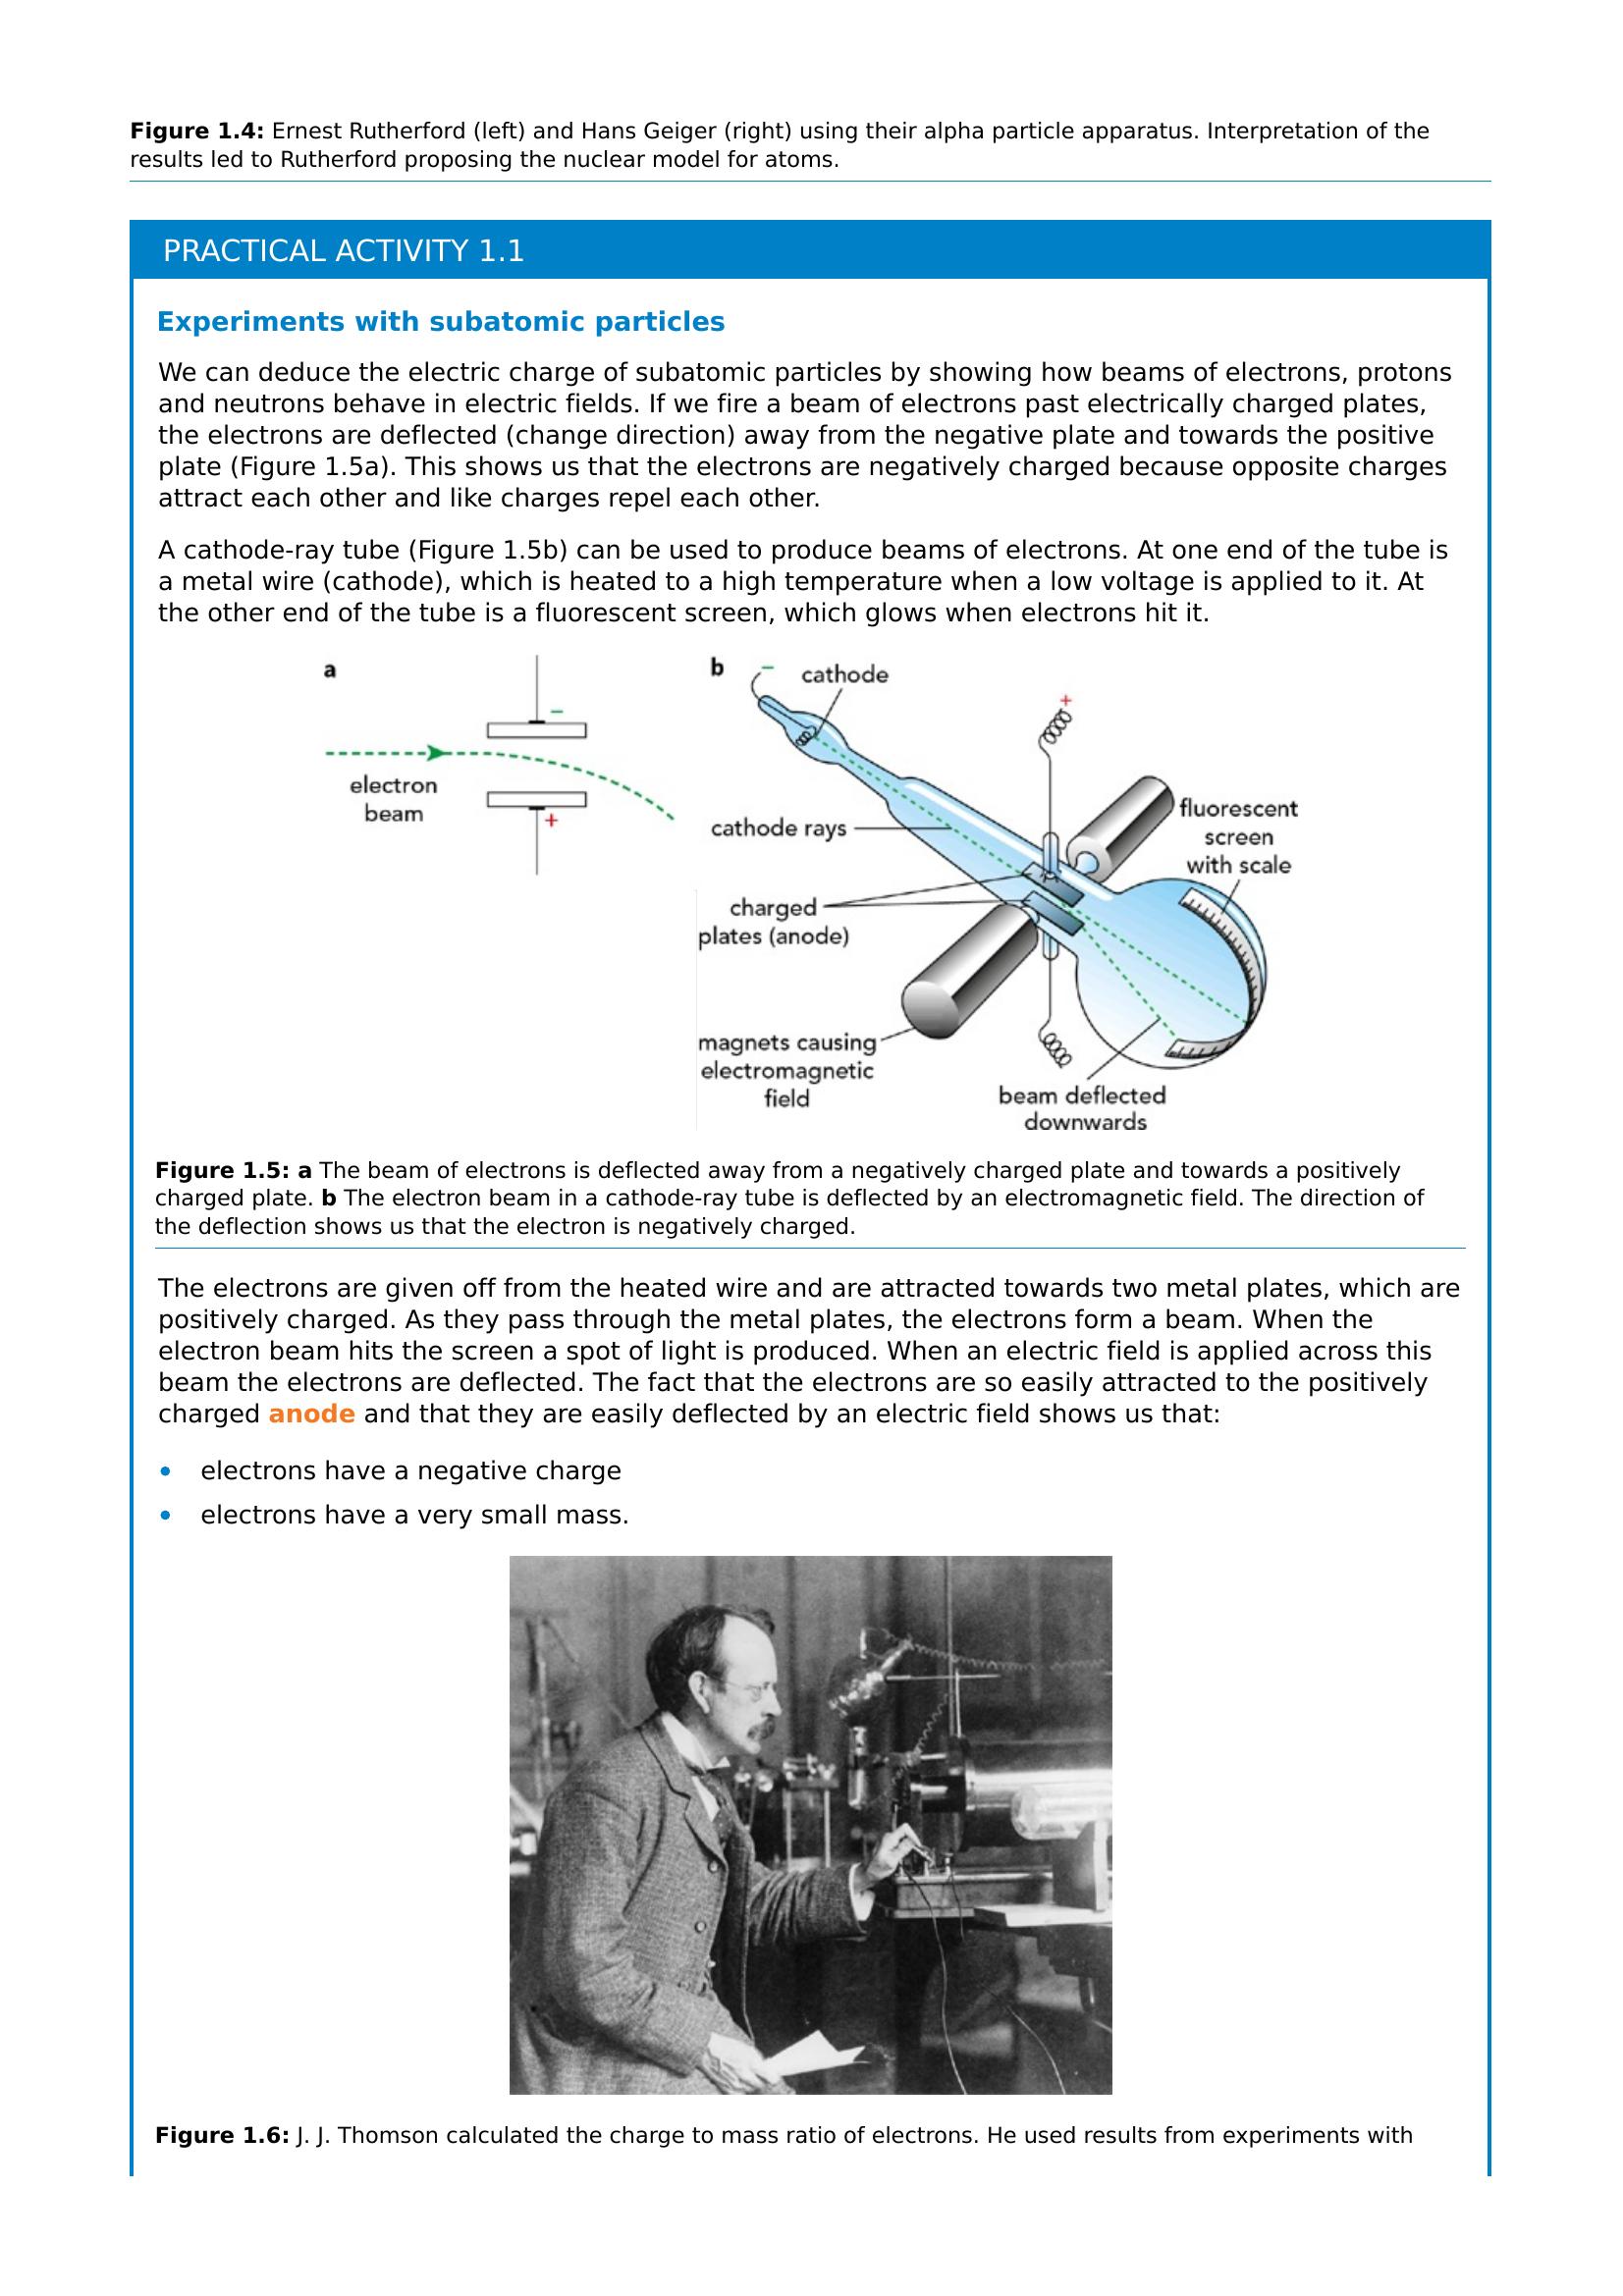 Figure 1.4: Ernest Rutherford (left) and Hans Geiger (right) using their alpha particle apparatus. Interpretation of the
results led to Rutherford proposing the nuclear model for atoms.
PRACTICAL ACTIVITY 1.1
Experiments with subatomic particles
We can deduce the electric charge of subatomic particles by showing how beams of electrons, protons
and neutrons behave in electric fields. If we fire a beam of electrons past electrically charged plates,
the electrons are deflected (change direction) away from the negative plate and towards the positive
plate (Figure 1.5a). This shows us that the electrons are negatively charged because opposite charges
attract each other and like charges repel each other.
A cathode-ray tube (Figure 1.5b) can be used to produce beams of electrons. At one end of the tube is
a metal wire (cathode), which is heated to a high temperature when a low voltage is applied to it. At
the other end of the tube is a fluorescent screen, which glows when electrons hit it.
a
−
electron
beam
+
b
−
cathode
+
cathode rays
fluorescent
screen
with scale
charged
plates (anode)
magnets causing
electromagnetic
field
beam deflected
downwards
Figure 1.5: a The beam of electrons is deflected away from a negatively charged plate and towards a positively
charged plate. b The electron beam in a cathode-ray tube is deflected by an electromagnetic field. The direction of
the deflection shows us that the electron is negatively charged.
The electrons are given off from the heated wire and are attracted towards two metal plates, which are
positively charged. As they pass through the metal plates, the electrons form a beam. When the
electron beam hits the screen a spot of light is produced. When an electric field is applied across this
beam the electrons are deflected. The fact that the electrons are so easily attracted to the positively
charged anode and that they are easily deflected by an electric field shows us that:
• electrons have a negative charge
• electrons have a very small mass.
Figure 1.6: J. J. Thomson calculated the charge to mass ratio of electrons. He used results from experiments with